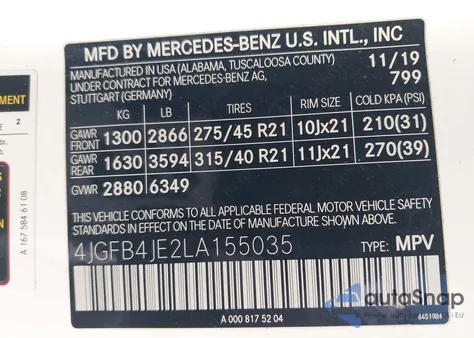 MFD BY MERCEDES-BENZ U.S. INTL., INC
MADE IN USA (ALABAMA, TUSCALOOSA COUNTY) 11/19
UNDER CONTRACT FOR MERCEDES-BENZ AG, 799
STUTTGART (GERMANY)
KG LB TIRES RIM SIZE COLD KPA (PSI)
GAWR FRONT 1300 2866 275/45 R21 10Jx21 210(31)
GAWR REAR 1630 3594 315/40 R21 11Jx21 270(39)
GVWR 2880 6349
THIS VEHICLE CONFORMS TO ALL APPLICABLE FEDERAL MOTOR VEHICLE SAFETY
STANDARDS IN EFFECT ON THE DATE OF MANUFACTURE SHOWN ABOVE.
4JGFB4JE2LA155035 TYPE: MPV
A 000 817 52 04
6451984
EMENT
2
A 167 584 61 08
autoSnap